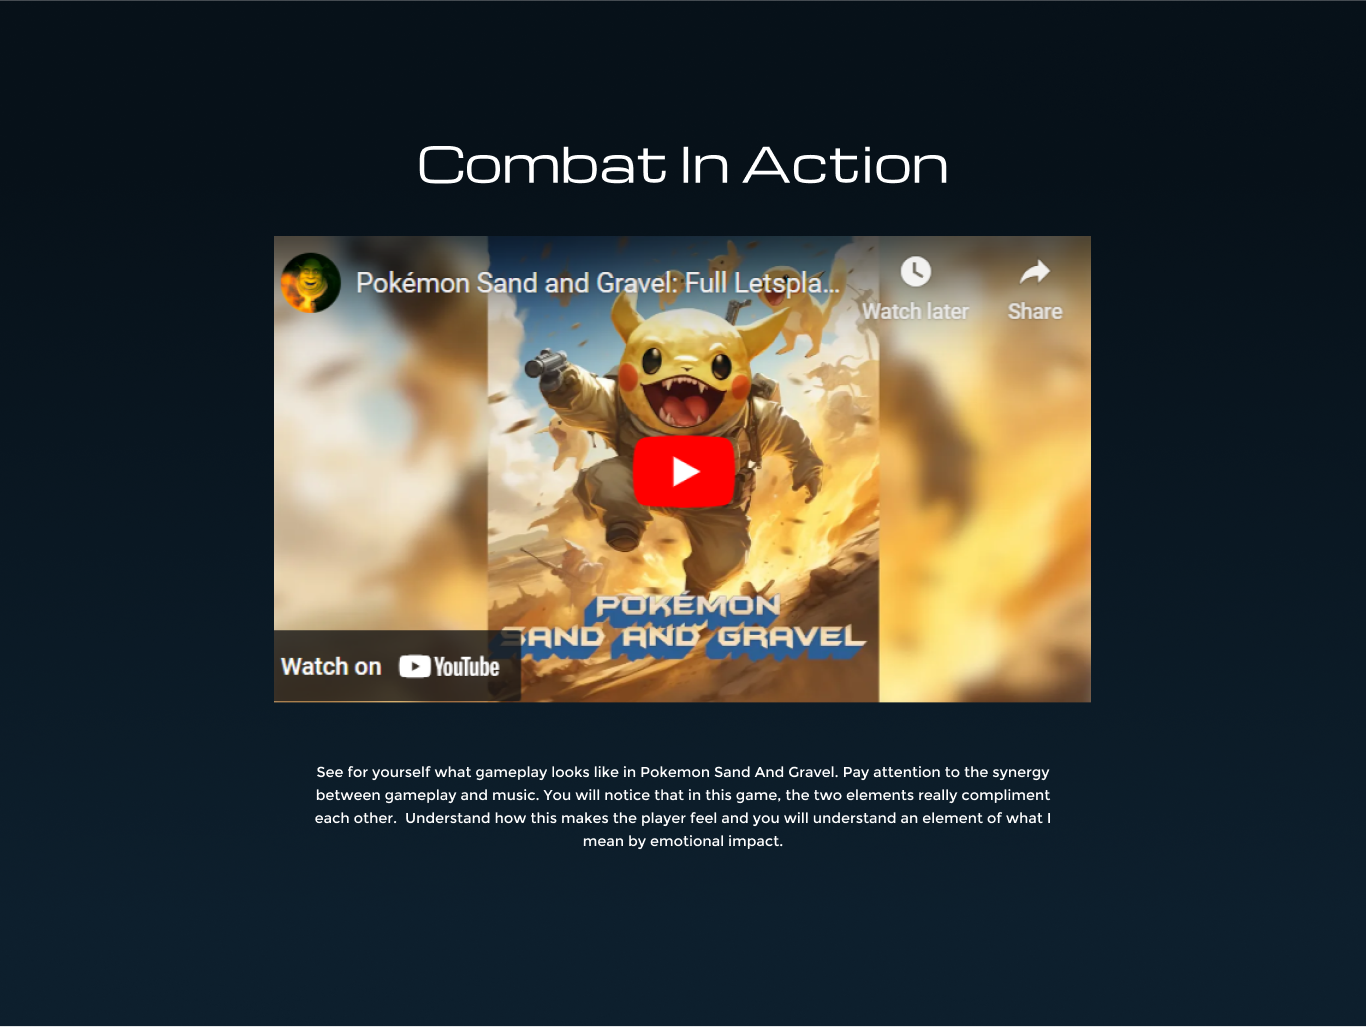 Combat In Action
Pokémon Sand and Gravel: Full Letspla...
Watch later
Share
POKÉMON
SAND AND GRAVEL
Watch on YouTube
See for yourself what gameplay looks like in Pokemon Sand And Gravel. Pay attention to the synergy
between gameplay and music. You will notice that in this game, the two elements really compliment
each other.  Understand how this makes the player feel and you will understand an element of what I
mean by emotional impact.